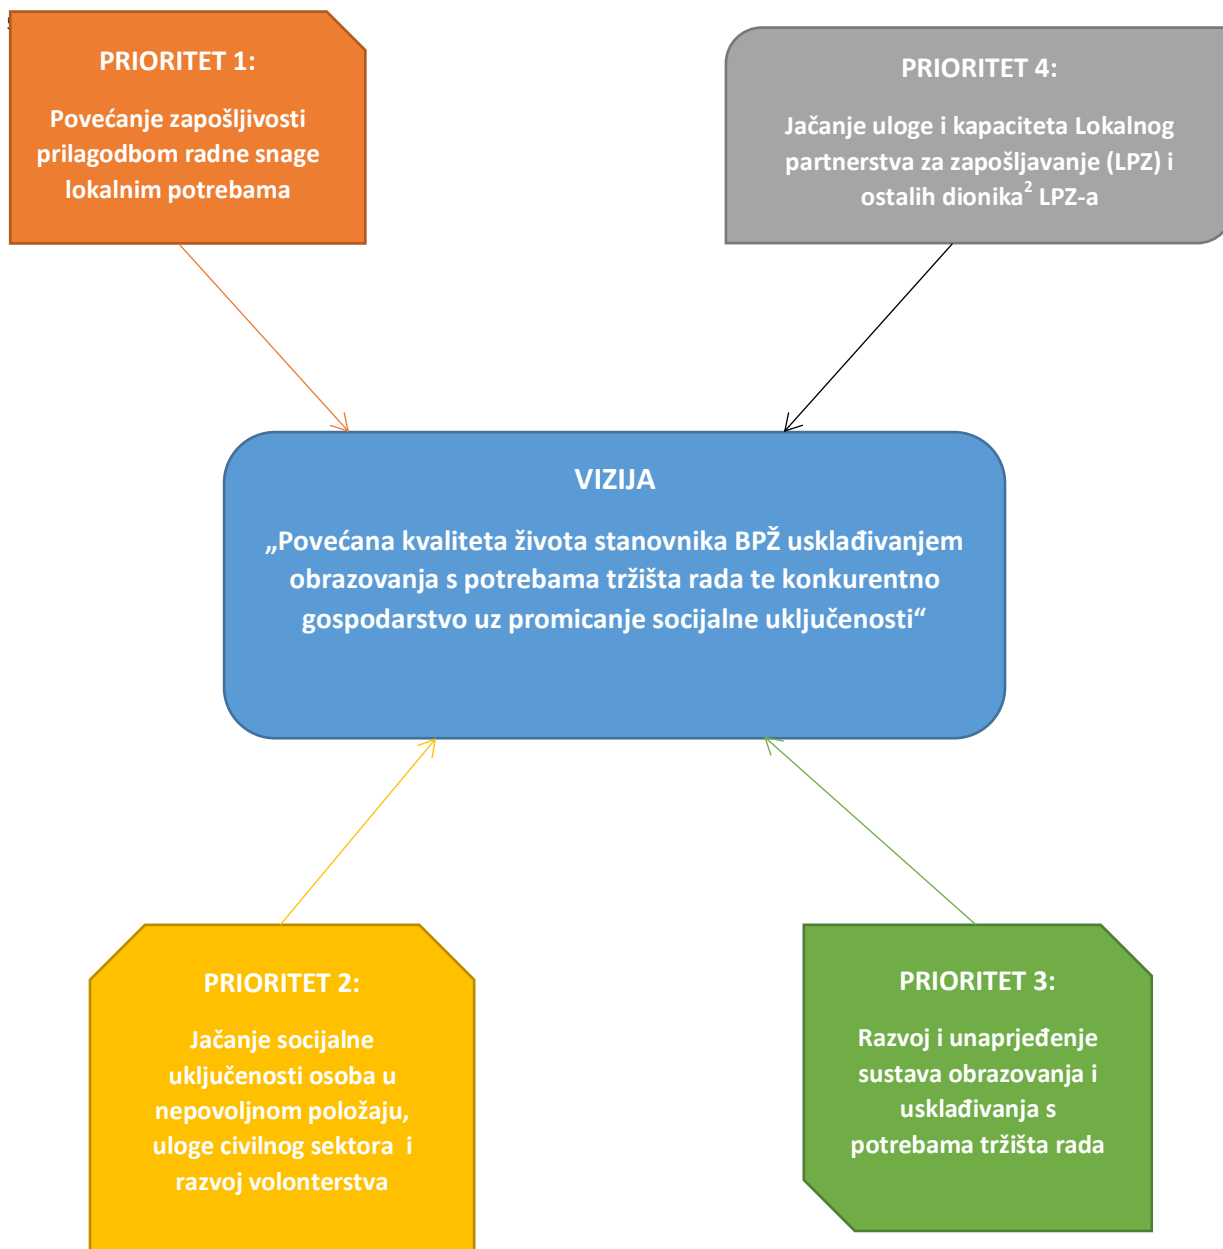 PRIORITET 1:
Povećanje zapošljivosti
prilagodbom radne snage
lokalnim potrebama
PRIORITET 4:
Jačanje uloge i kapaciteta Lokalnog
partnerstva za zapošljavanje (LPZ) i
ostalih dionika² LPZ-a
VIZIJA
„Povećana kvaliteta života stanovnika BPŽ usklađivanjem
obrazovanja s potrebama tržišta rada te konkurentno
gospodarstvo uz promicanje socijalne uključenosti“
PRIORITET 2:
Jačanje socijalne
uključenosti osoba u
nepovoljnom položaju,
uloge civilnog sektora i
razvoj volonterstva
PRIORITET 3:
Razvoj i unaprjeđenje
sustava obrazovanja i
usklađivanja s
potrebama tržišta rada